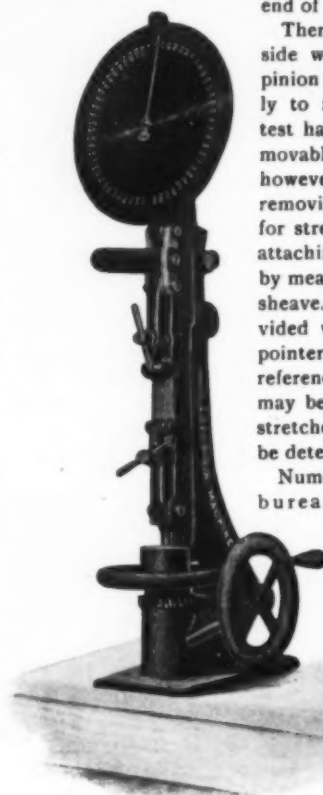 end of
Ther
side w
pinion
ly to
test ha
movabl
howeve
removi
for stre
attachi
by mea
sheave.
vided
pointer
referenc
may be
stretche
be dete
Num
burea